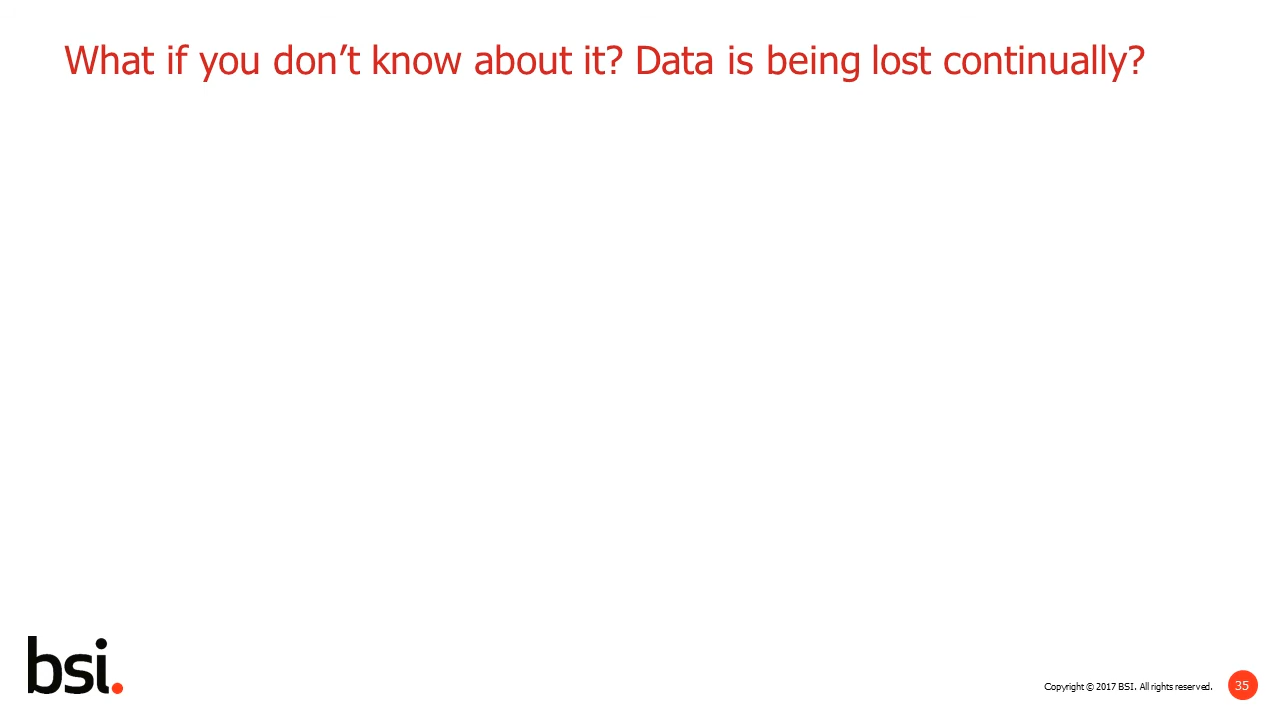 What if you don’t know about it? Data is being lost continually?
bsi.
Copyright © 2017 BSI. All rights reserved.
35